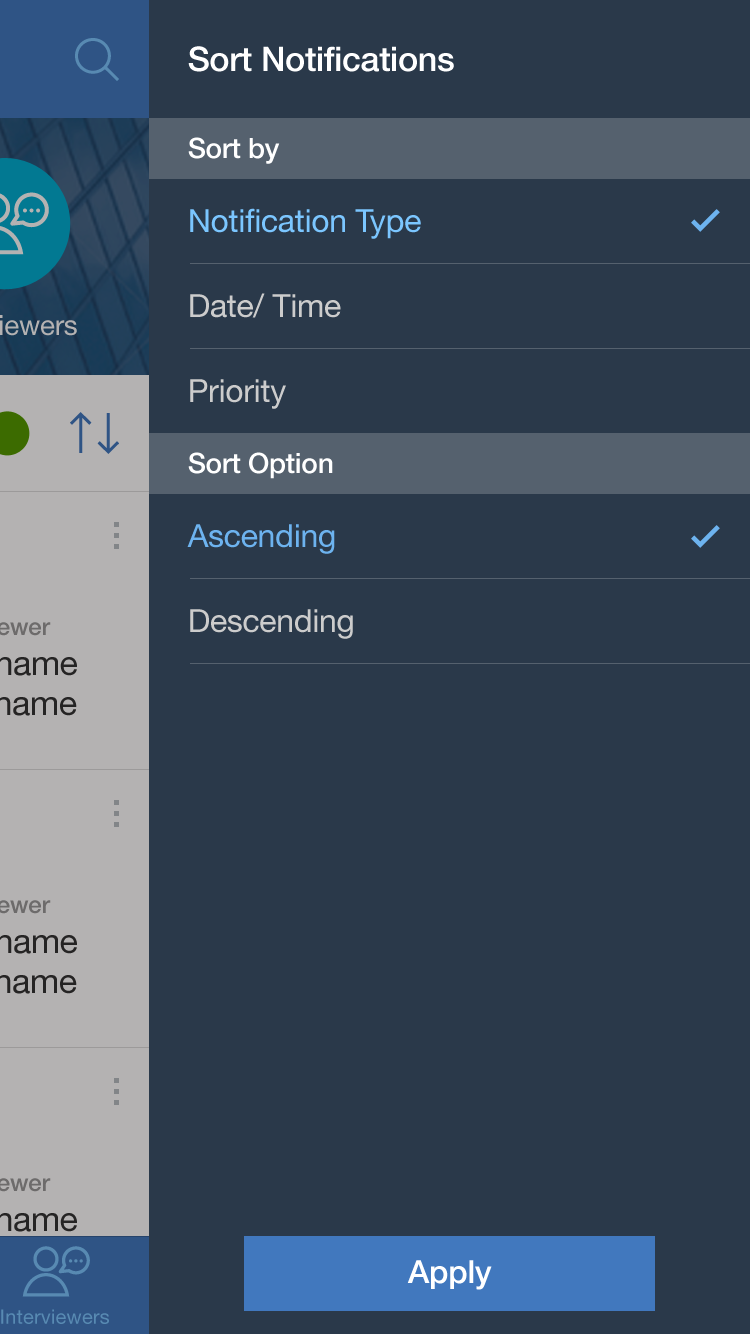 Sort Notifications
Sort by
Notification Type
Date/ Time
Priority
Sort Option
Ascending
Descending
Apply
iewers
ewer
name
name
ewer
name
name
ewer
name
Interviewers